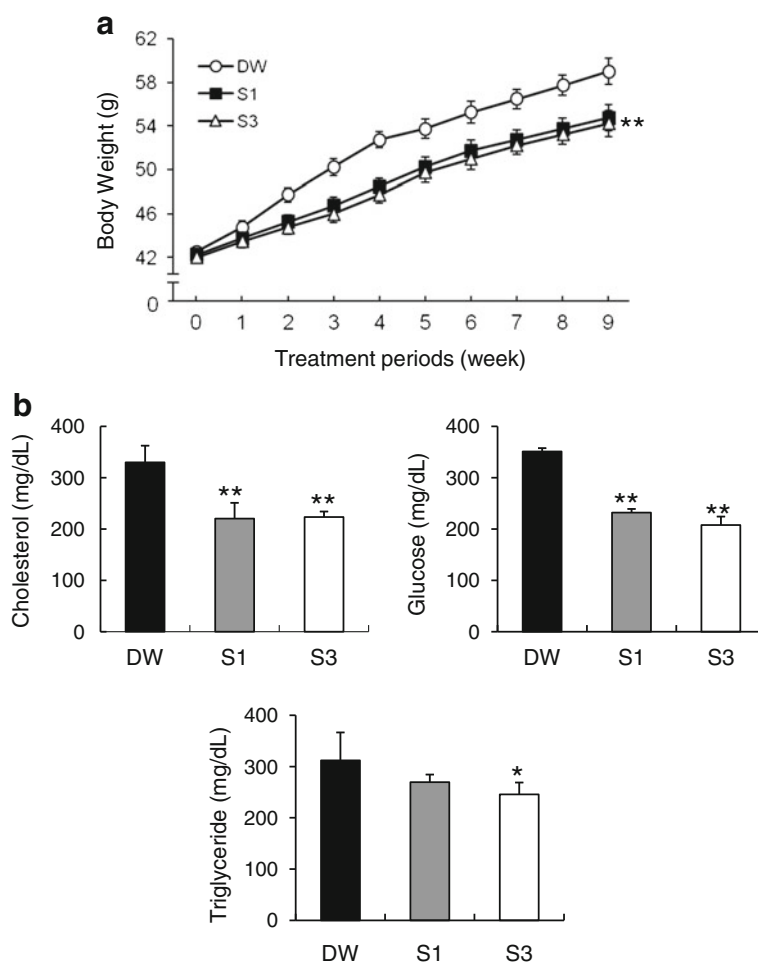 a
62
58
54
50
46
42
0
Body Weight (g)
DW
S1
S3
**
0 1 2 3 4 5 6 7 8 9
Treatment periods (week)
b
400
300
200
100
0
Cholesterol (mg/dL)
** **
DW S1 S3
400
300
200
100
0
Glucose (mg/dL)
** **
DW S1 S3
400
300
200
100
0
Triglyceride (mg/dL)
*
DW S1 S3